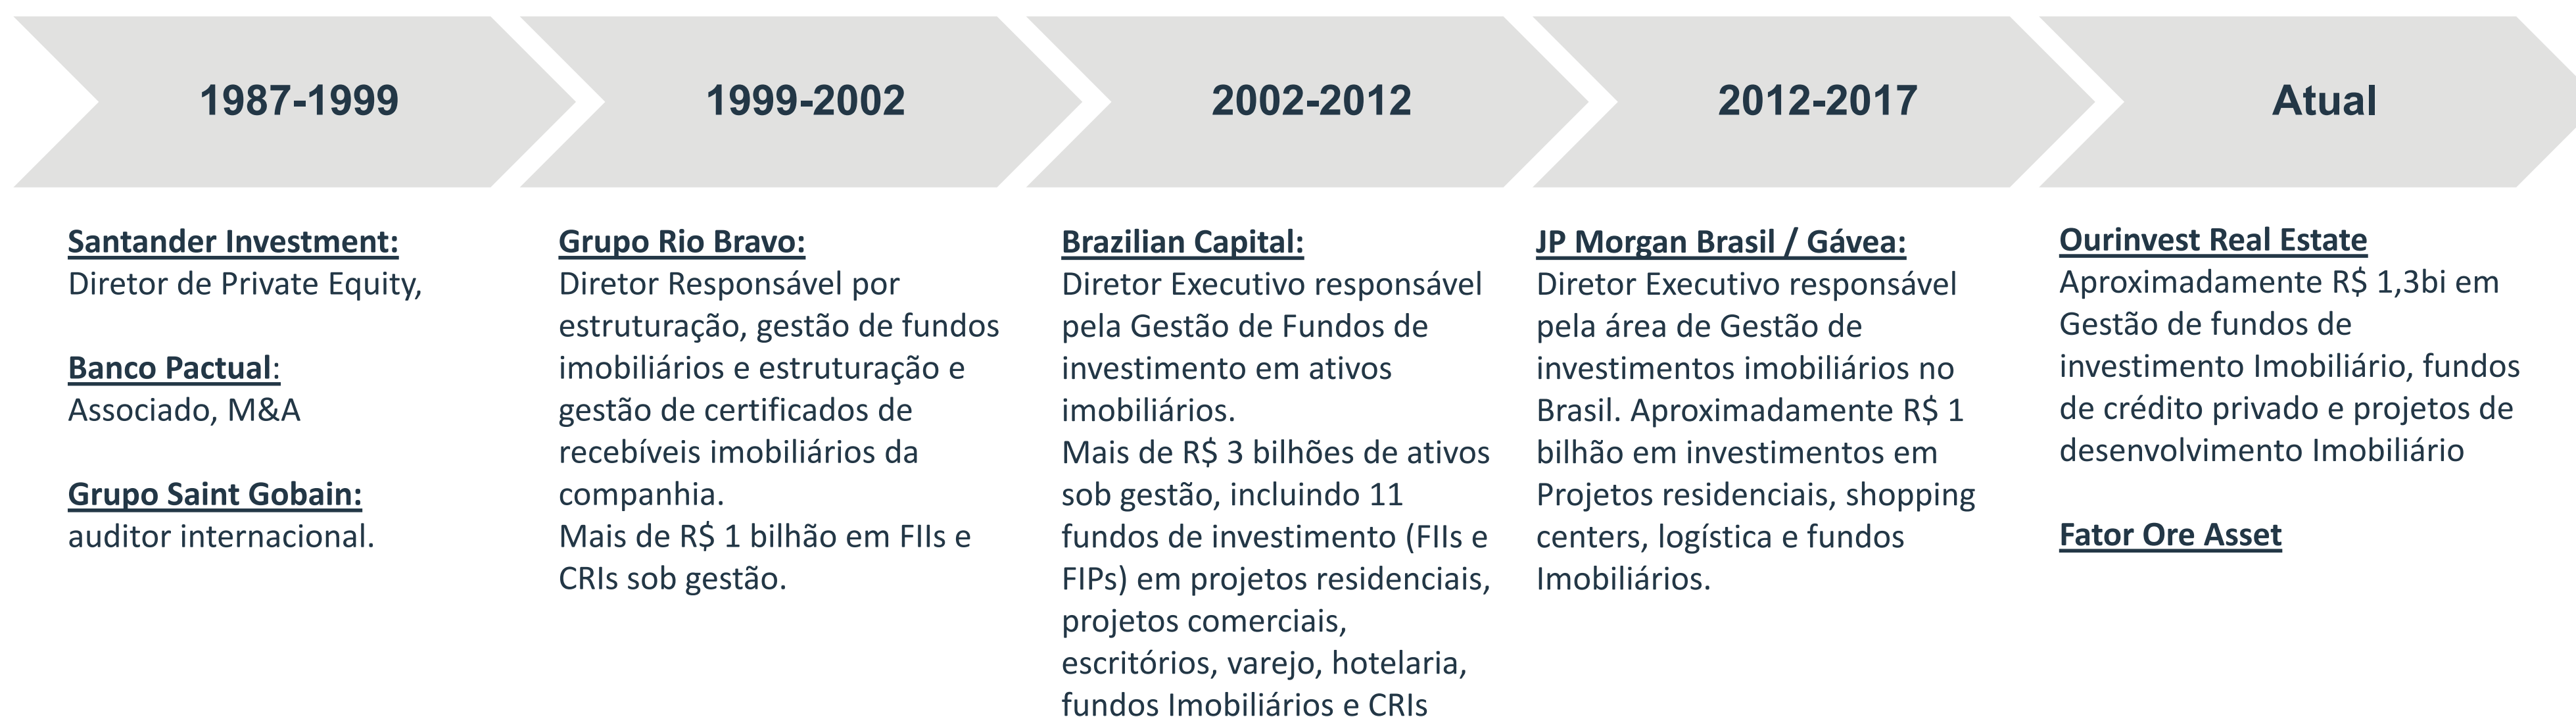 1987-1999
1999-2002
2002-2012
2012-2017
Atual
Santander Investment:
Diretor de Private Equity,
Banco Pactual:
Associado, M&A
Grupo Saint Gobain:
auditor internacional.
Grupo Rio Bravo:
Diretor Responsável por
estruturação, gestão de fundos
imobiliários e estruturação e
gestão de certificados de
recebíveis imobiliários da
companhia.
Mais de R$ 1 bilhão em FIIs e
CRIs sob gestão.
Brazilian Capital:
Diretor Executivo responsável
pela Gestão de Fundos de
investimento em ativos
imobiliários.
Mais de R$ 3 bilhões de ativos
sob gestão, incluindo 11
fundos de investimento (FIIs e
FIPs) em projetos residenciais,
projetos comerciais,
escritórios, varejo, hotelaria,
fundos Imobiliários e CRIs
JP Morgan Brasil / Gávea:
Diretor Executivo responsável
pela área de Gestão de
investimentos imobiliários no
Brasil. Aproximadamente R$ 1
bilhão em investimentos em
Projetos residenciais, shopping
centers, logística e fundos
Imobiliários.
Ourinvest Real Estate
Aproximadamente R$ 1,3bi em
Gestão de fundos de
investimento Imobiliário, fundos
de crédito privado e projetos de
desenvolvimento Imobiliário
Fator Ore Asset